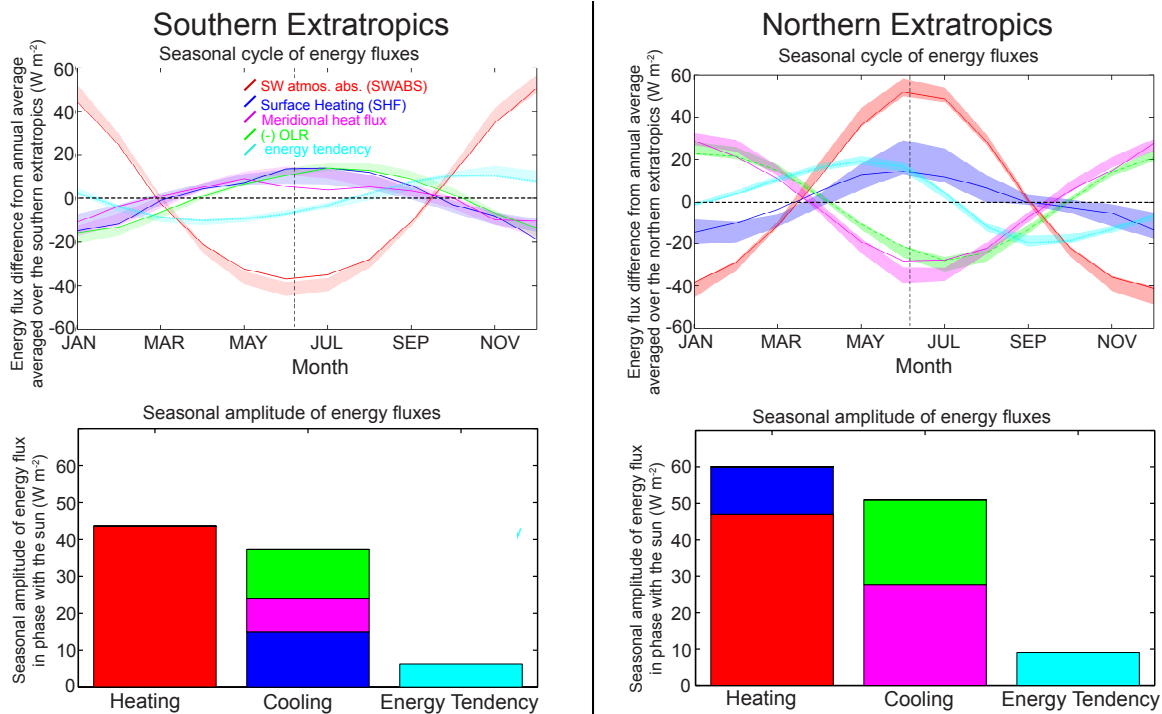 Southern Extratropics
Seasonal cycle of energy fluxes
Energy flux difference from annual average
averaged over the southern extratropics (W m-2)
60
40
20
0
-20
-40
-60
SW atmos. abs. (SWABS)
Surface Heating (SHF)
Meridional heat flux
(-) OLR
energy tendency
JAN MAR MAY JUL SEP NOV
Month
Seasonal amplitude of energy fluxes
Seasonal amplitude of energy flux
in phase with the sun (W m-2)
60
50
40
30
20
10
0
Heating Cooling Energy Tendency
Northern Extratropics
Seasonal cycle of energy fluxes
Energy flux difference from annual average
averaged over the northern extratropics (W m-2)
60
40
20
0
-20
-40
-60
JAN MAR MAY JUL SEP NOV
Month
Seasonal amplitude of energy fluxes
Seasonal amplitude of energy flux
in phase with the sun (W m-2)
60
50
40
30
20
10
0
Heating Cooling Energy Tendency